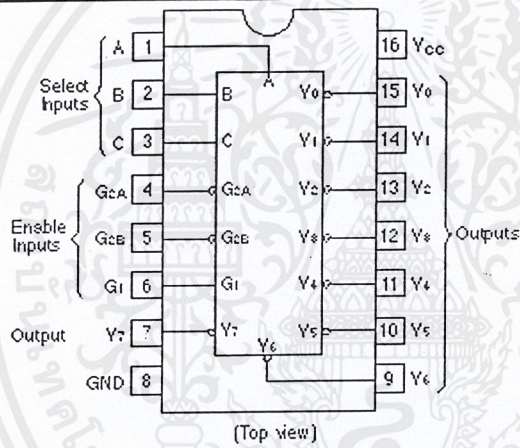 A 1 16 Vcc
Select Inputs
B 2 B A Y0 15 Y0
C 3 C Y1 14 Y1
G2A 4 G2A Y2 13 Y2
Enable Inputs
G2B 5 G2B Y3 12 Y3 Outputs
G1 6 G1 Y4 11 Y4
Output Y7 7 Y7 Y5 10 Y5
Y6
GND 8 9 Y6
(Top view)